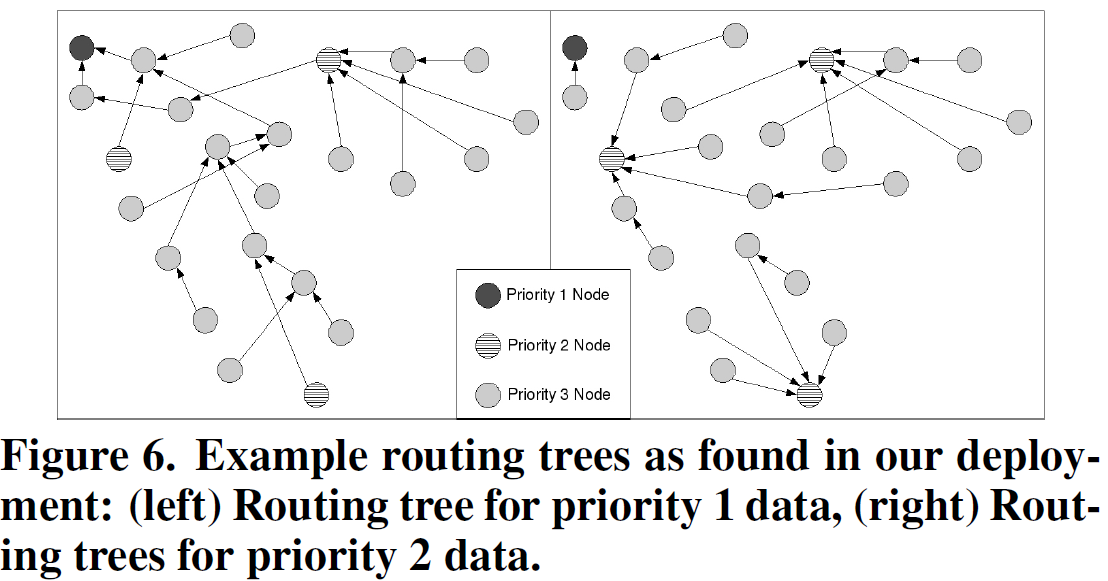 Priority 1 Node
Priority 2 Node
Priority 3 Node
Figure 6. Example routing trees as found in our deploy-
ment: (left) Routing tree for priority 1 data, (right) Rout-
ing trees for priority 2 data.